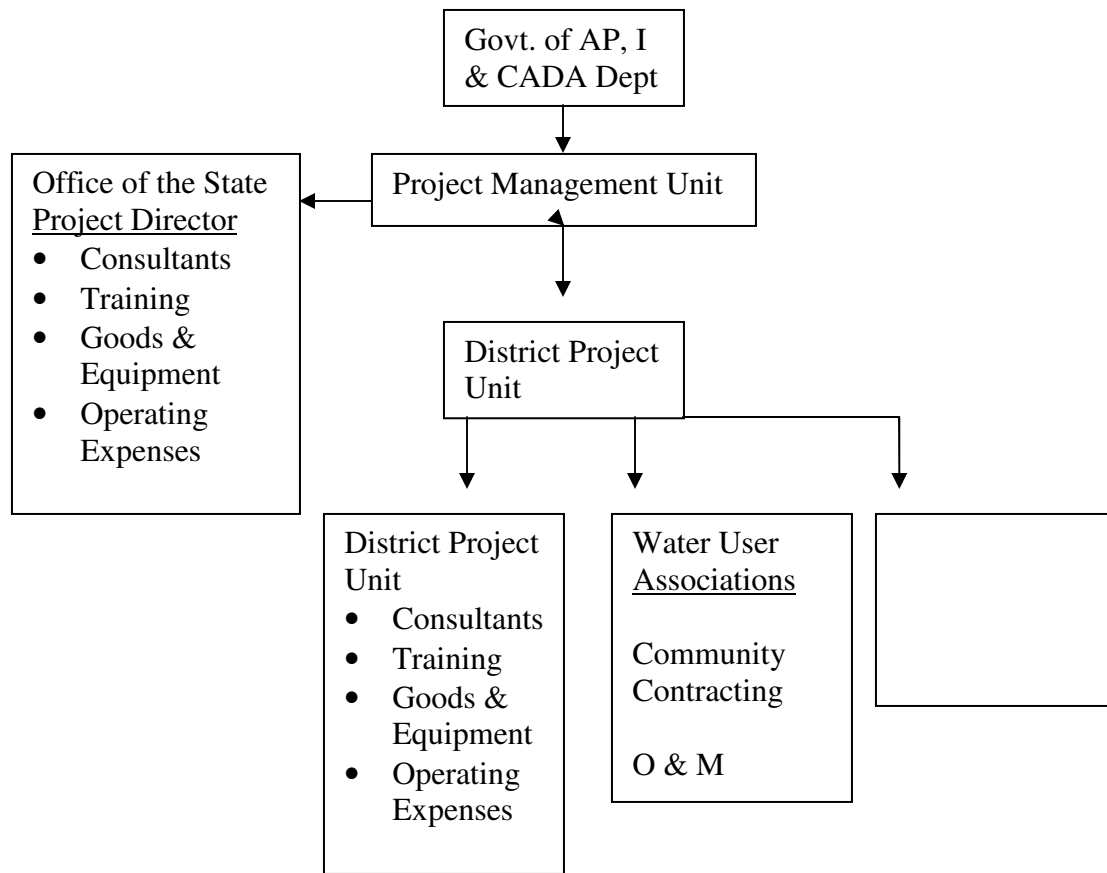 Govt. of AP, I
& CADA Dept
Project Management Unit
Office of the State
Project Director
• Consultants
• Training
• Goods &
Equipment
• Operating
Expenses
District Project
Unit
District Project
Unit
• Consultants
• Training
• Goods &
Equipment
• Operating
Expenses
Water User
Associations
Community
Contracting
O & M